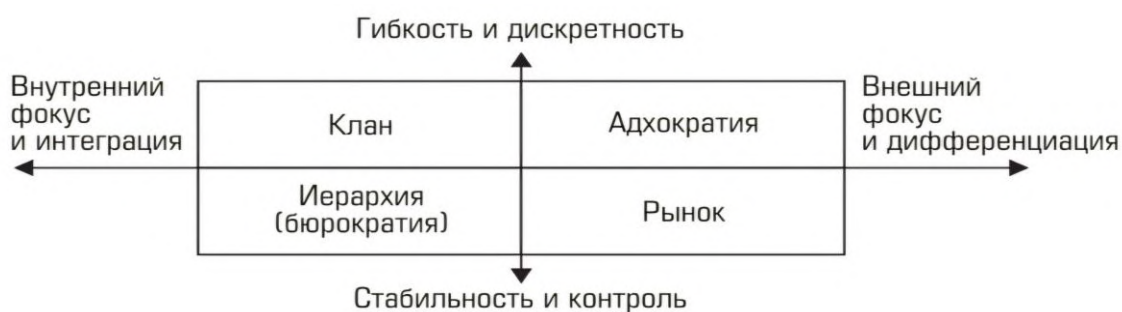 Гибкость и дискретность
Внутренний
фокус
и интеграция
Клан
Адхократия
Внешний
фокус
и дифференциация
Иерархия
(бюрократия)
Рынок
Стабильность и контроль